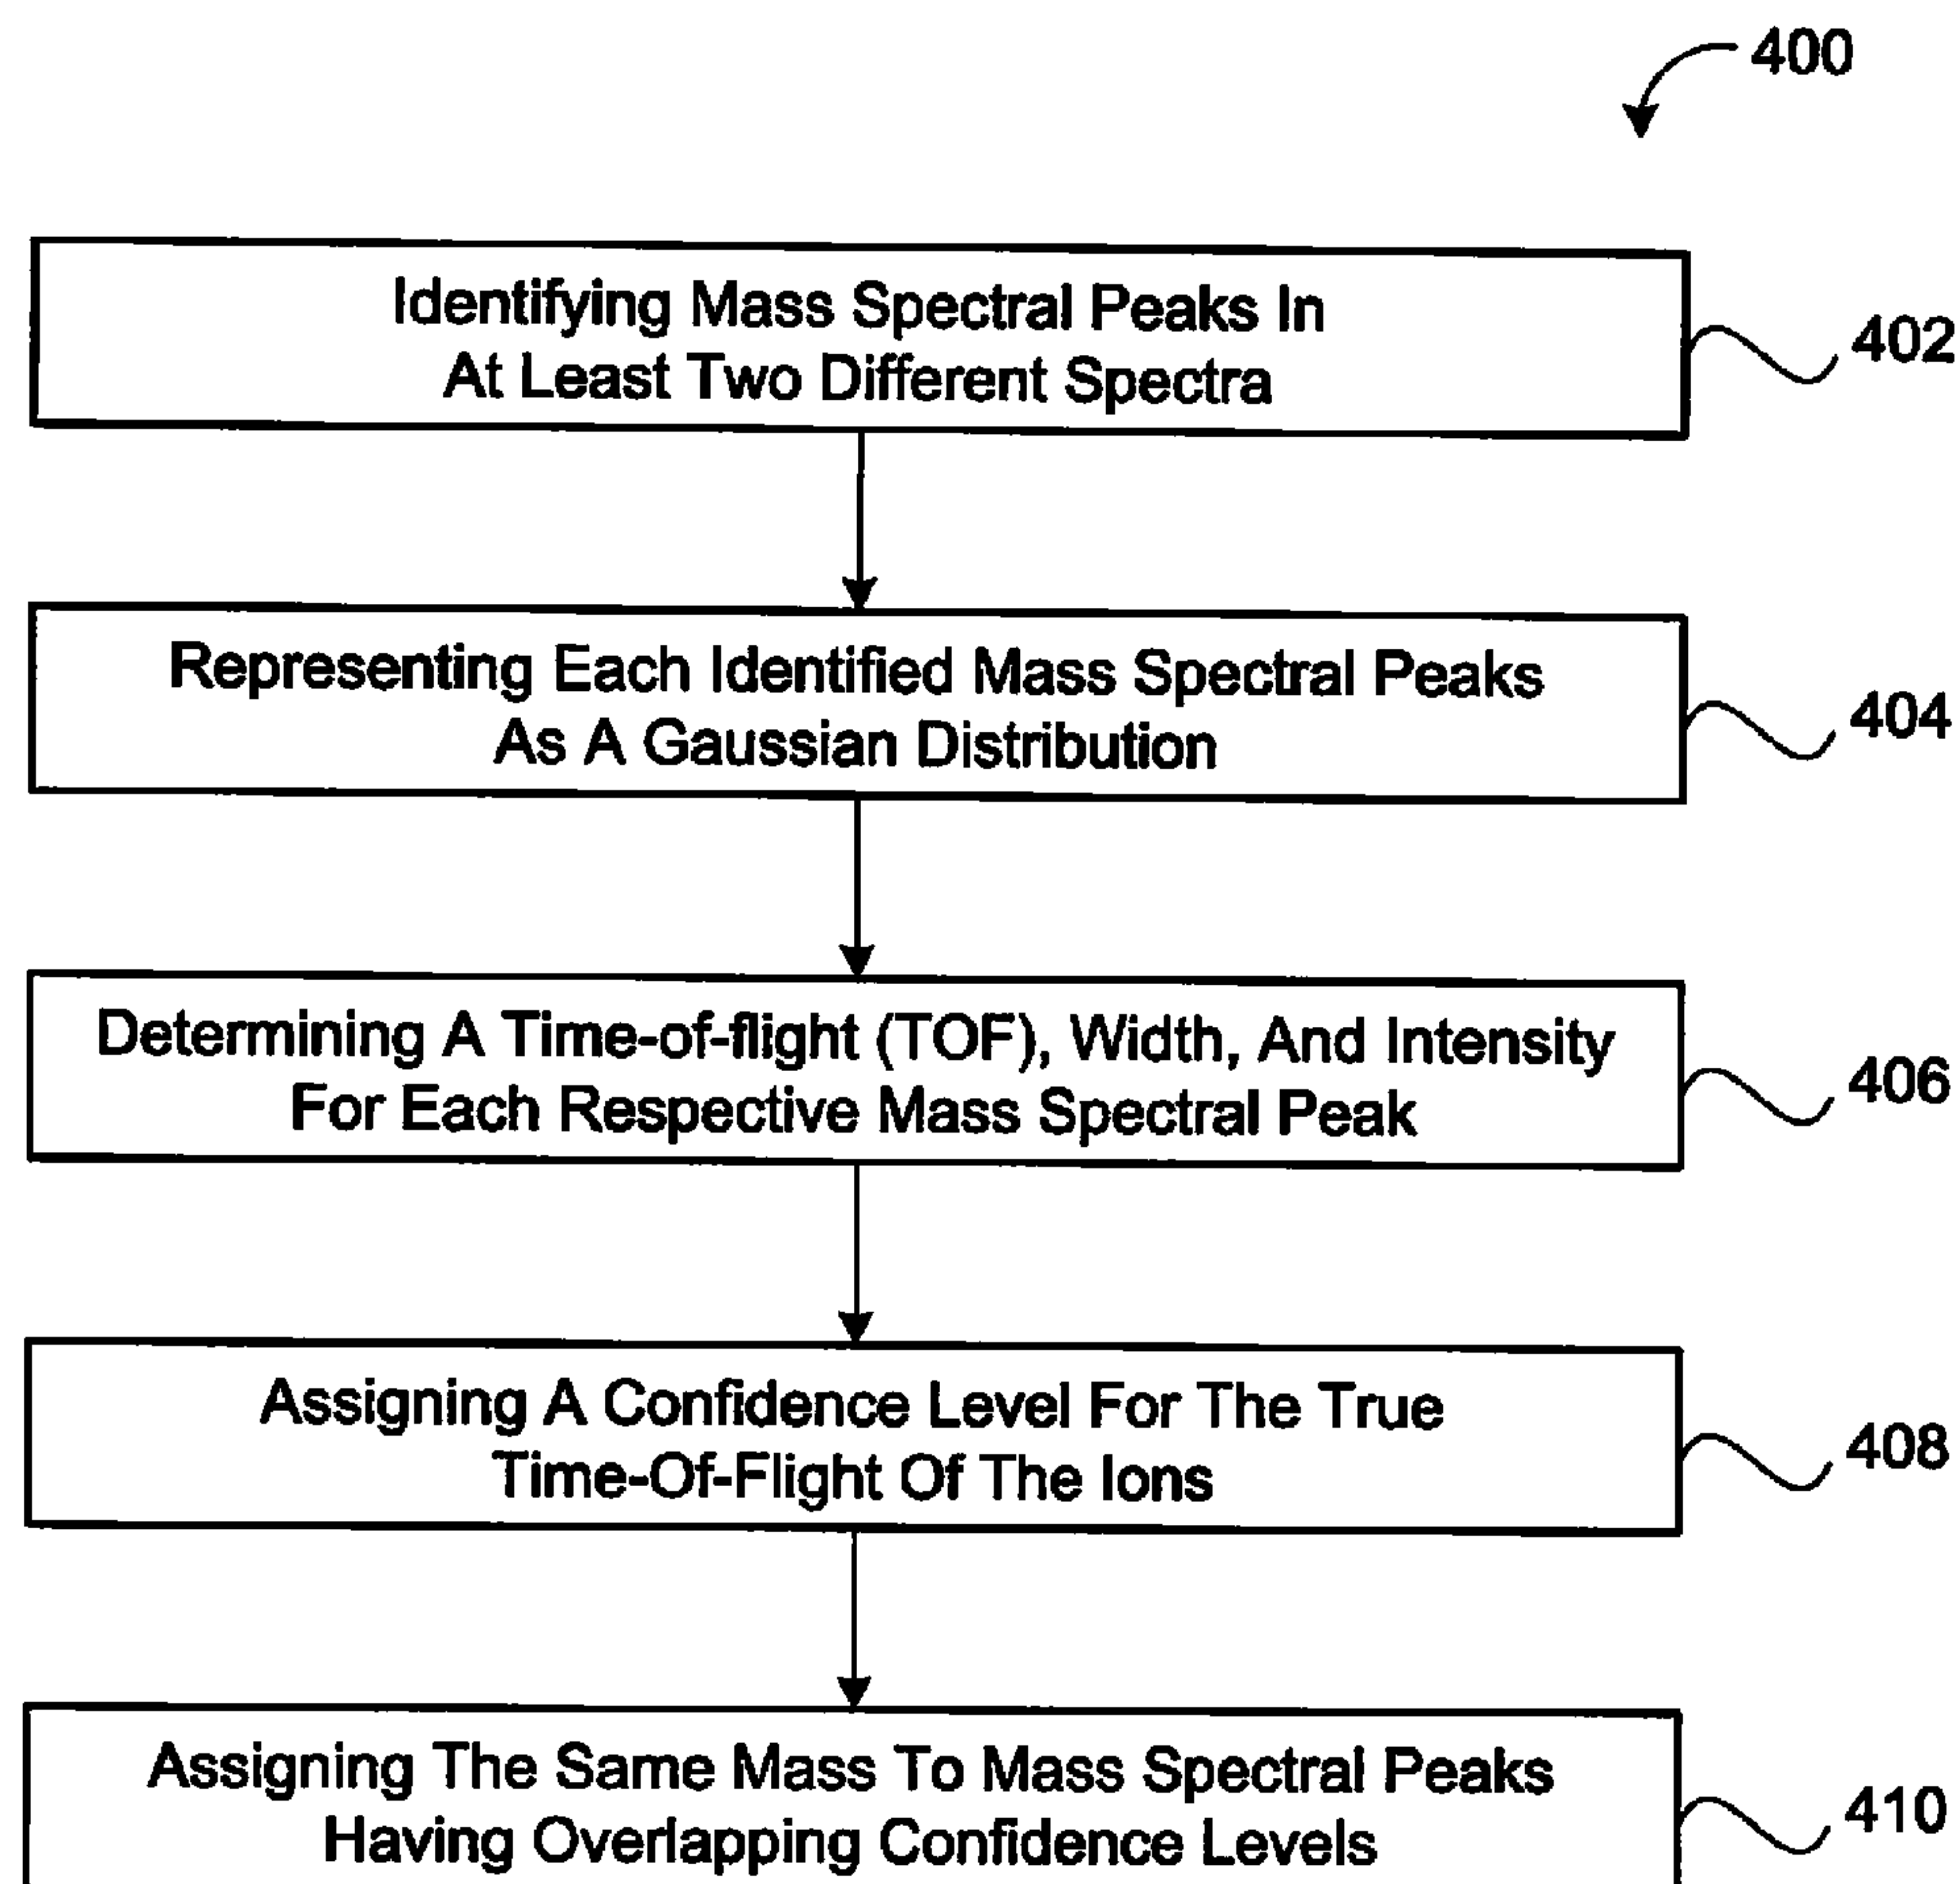 400
Identifying Mass Spectral Peaks In
At Least Two Different Spectra
402
Representing Each Identified Mass Spectral Peaks
As A Gaussian Distribution
404
Determining A Time-of-flight (TOF), Width, And Intensity
For Each Respective Mass Spectral Peak
406
Assigning A Confidence Level For The True
Time-Of-Flight Of The Ions
408
Assigning The Same Mass To Mass Spectral Peaks
Having Overlapping Confidence Levels
410